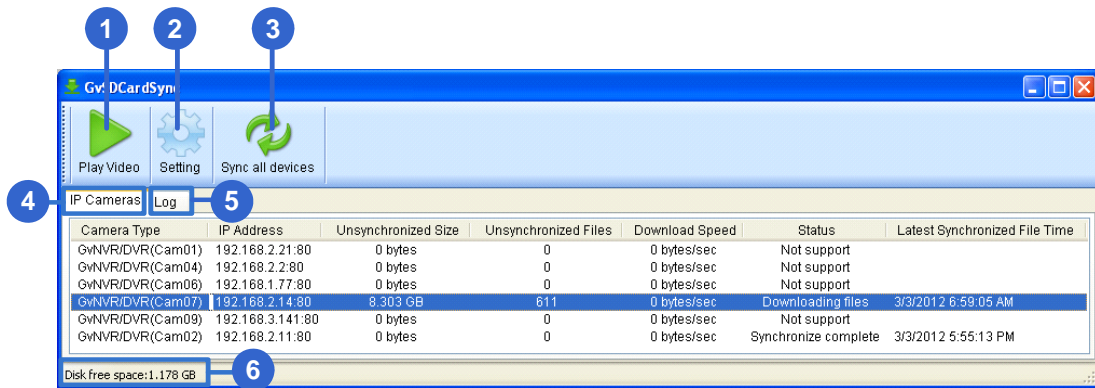 1 2 3
GvSDCardSync
Play Video Setting Sync all devices
4 IP Cameras Log 5
Camera Type IP Address Unsynchronized Size Unsynchronized Files Download Speed Status Latest Synchronized File Time
GvNVR/DVR(Cam01) 192.168.2.21:80 0 bytes 0 0 bytes/sec Not support
GvNVR/DVR(Cam04) 192.168.2.2:80 0 bytes 0 0 bytes/sec Not support
GvNVR/DVR(Cam06) 192.168.1.77:80 0 bytes 0 0 bytes/sec Not support
GvNVR/DVR(Cam07) 192.168.2.14:80 8.303 GB 611 0 bytes/sec Downloading files 3/3/2012 6:59:05 AM
GvNVR/DVR(Cam09) 192.168.3.141:80 0 bytes 0 0 bytes/sec Not support
GvNVR/DVR(Cam02) 192.168.2.11:80 0 bytes 0 0 bytes/sec Synchronize complete 3/3/2012 5:55:13 PM
Disk free space:1.178 GB 6